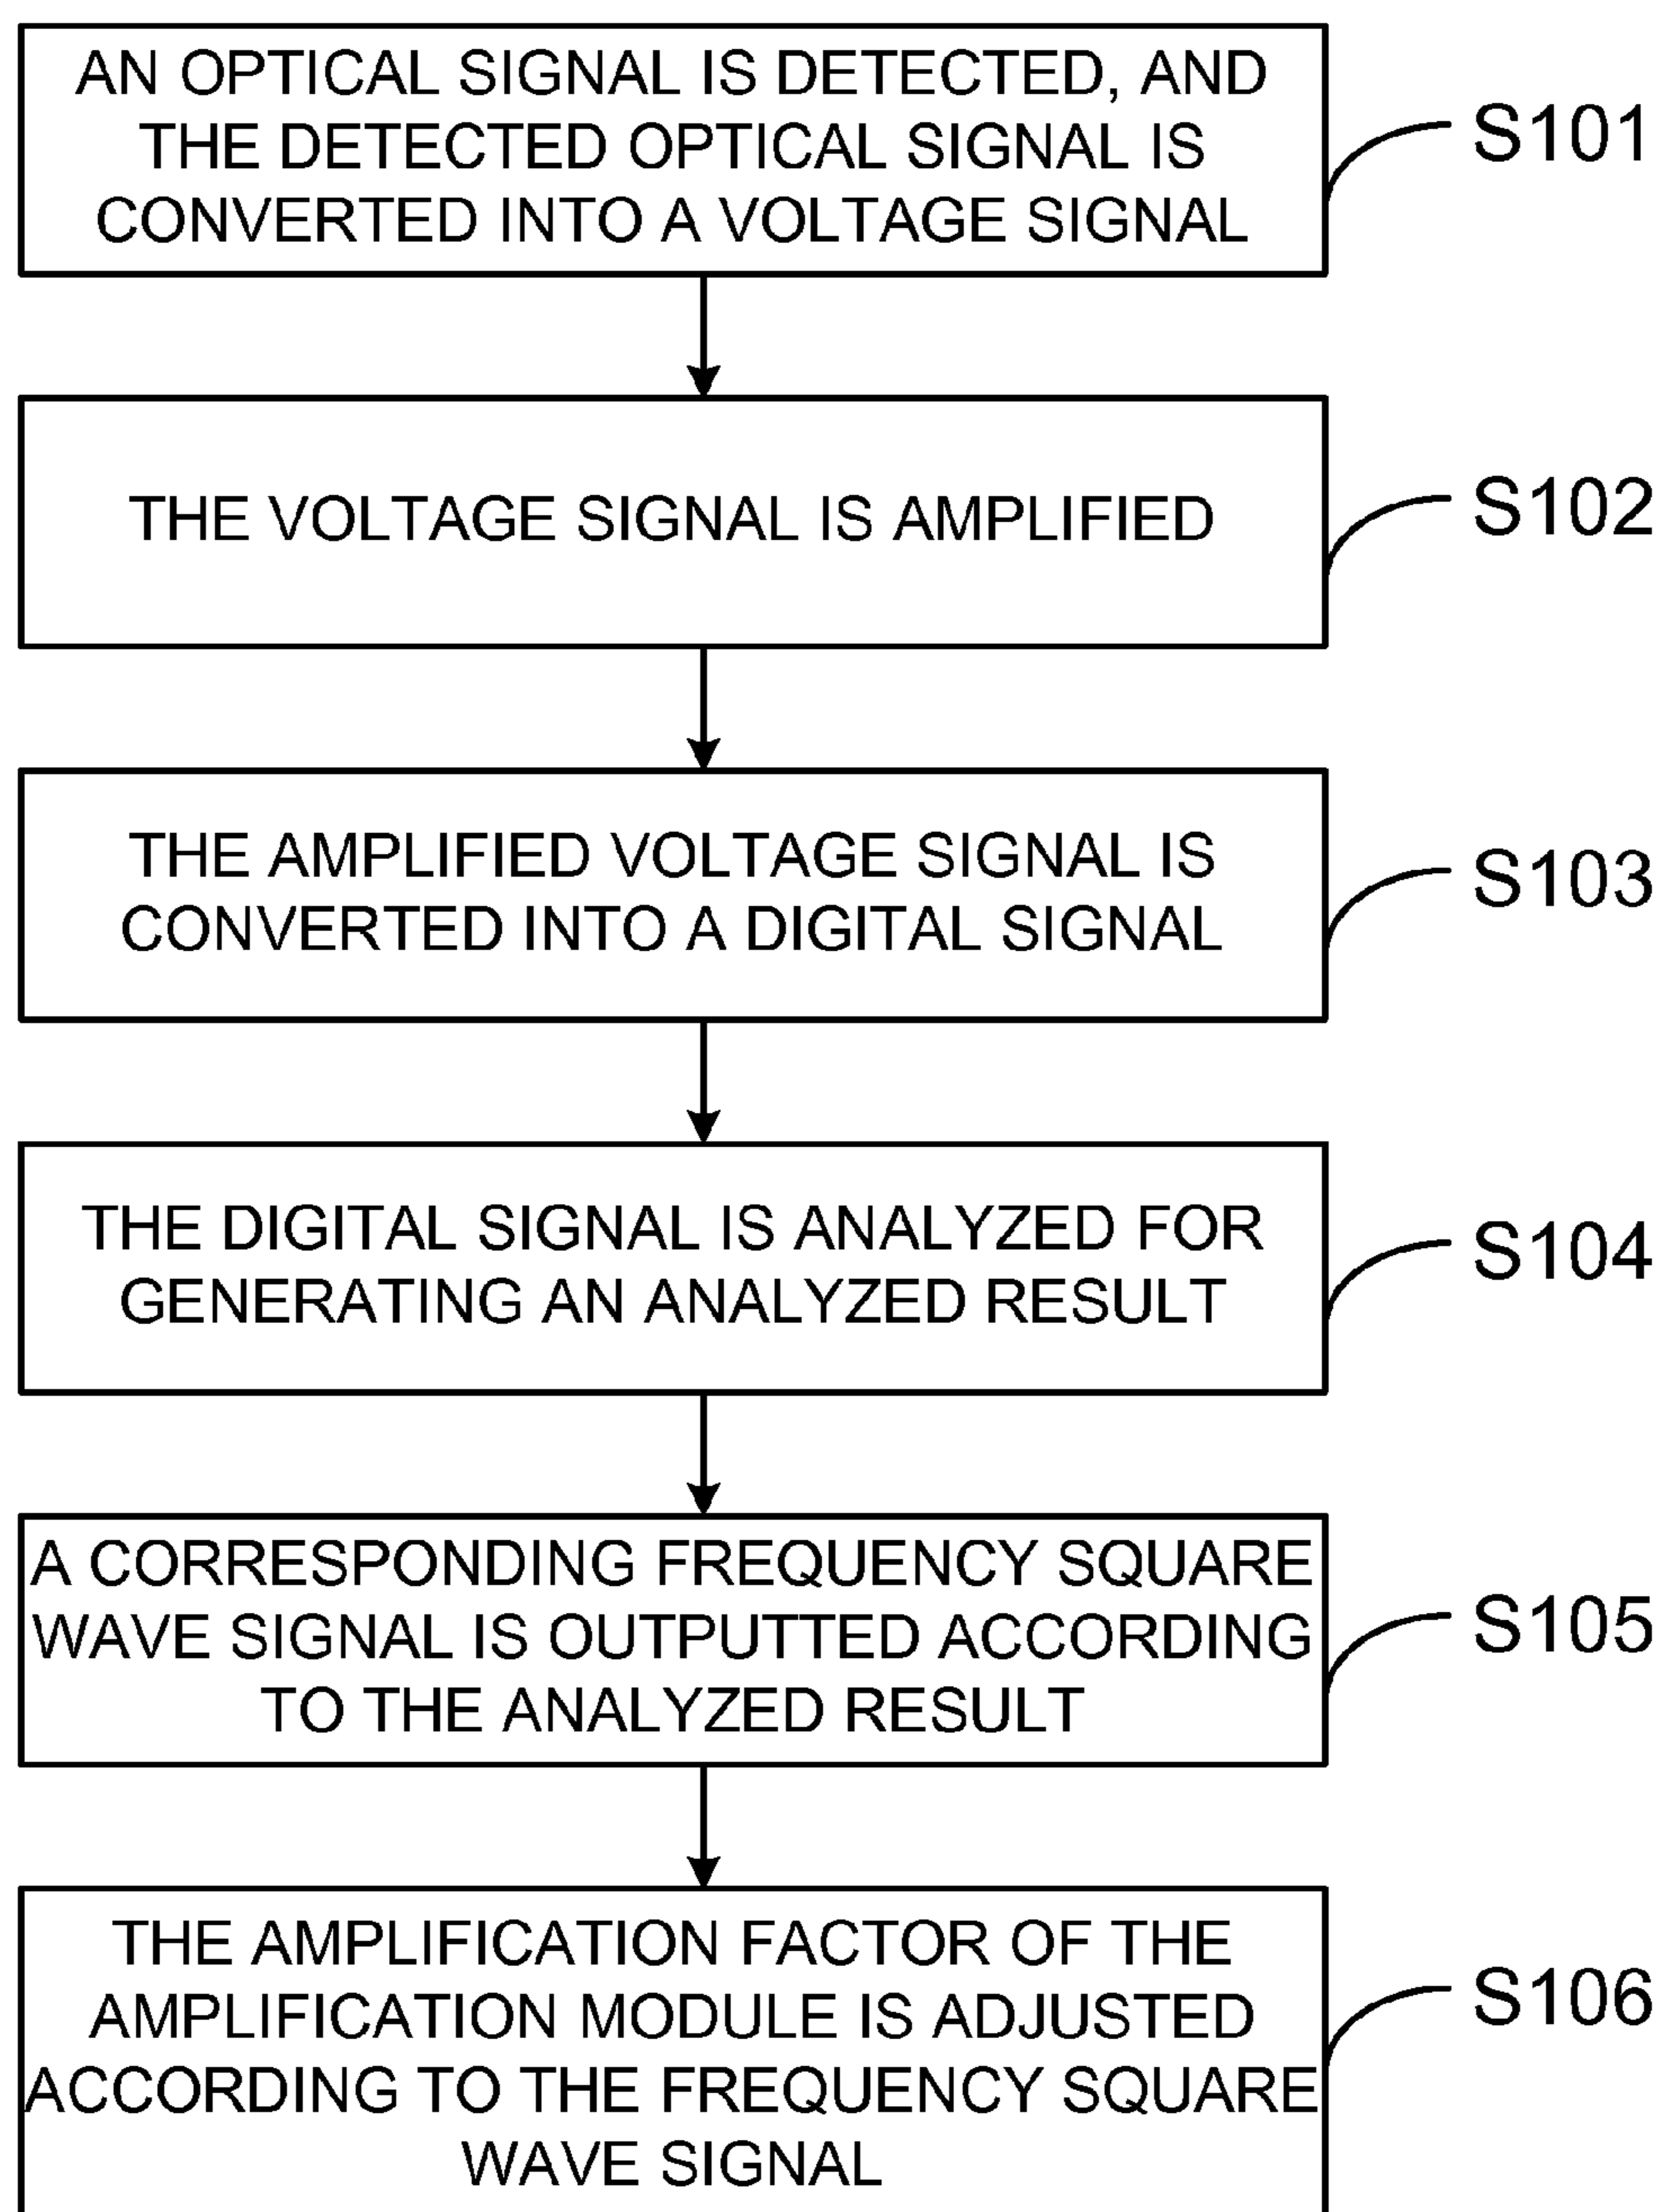 AN OPTICAL SIGNAL IS DETECTED, AND
THE DETECTED OPTICAL SIGNAL IS
CONVERTED INTO A VOLTAGE SIGNAL
S101
THE VOLTAGE SIGNAL IS AMPLIFIED
S102
THE AMPLIFIED VOLTAGE SIGNAL IS
CONVERTED INTO A DIGITAL SIGNAL
S103
THE DIGITAL SIGNAL IS ANALYZED FOR
GENERATING AN ANALYZED RESULT
S104
A CORRESPONDING FREQUENCY SQUARE
WAVE SIGNAL IS OUTPUTTED ACCORDING
TO THE ANALYZED RESULT
S105
THE AMPLIFICATION FACTOR OF THE
AMPLIFICATION MODULE IS ADJUSTED
ACCORDING TO THE FREQUENCY SQUARE
WAVE SIGNAL
S106